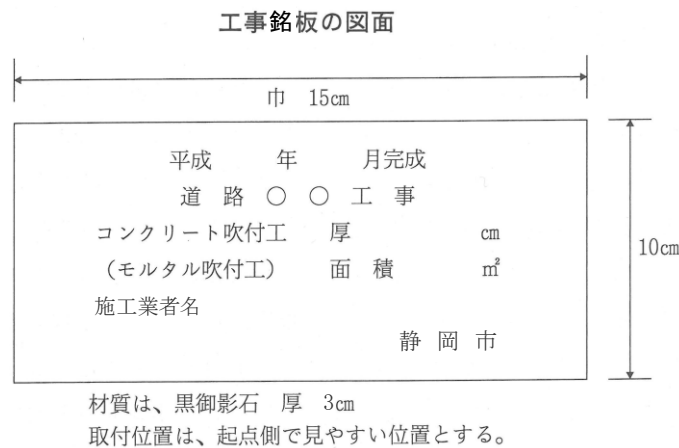 工事銘板の図面
巾 15cm
平成 年 月完成
道 路 ○ ○ 工 事
コンクリート吹付工 厚 cm
(モルタル吹付工) 面 積 ㎡
施工業者名
静 岡 市
10cm
材質は、黒御影石 厚 3cm
取付位置は、起点側で見やすい位置とする。